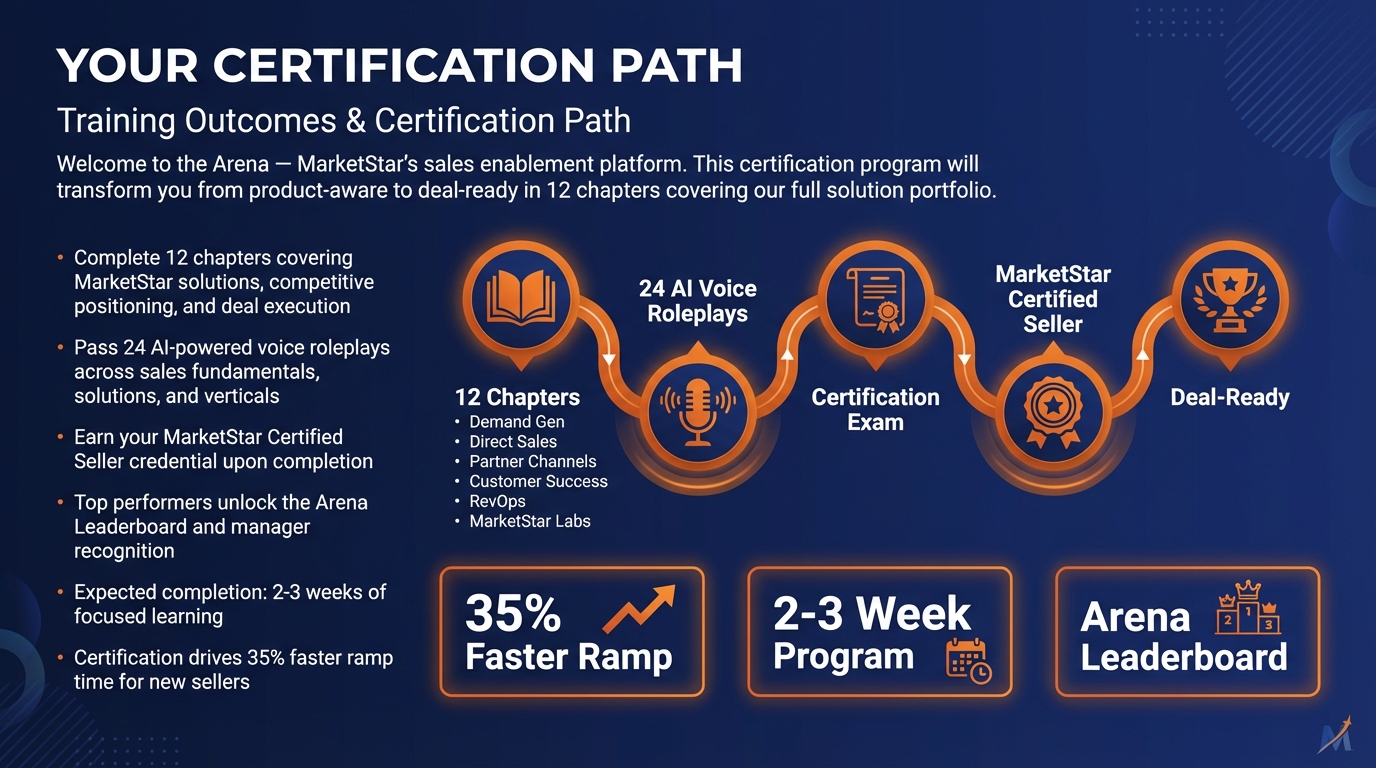 YOUR CERTIFICATION PATH
Training Outcomes & Certification Path
Welcome to the Arena — MarketStar's sales enablement platform. This certification program will
transform you from product-aware to deal-ready in 12 chapters covering our full solution portfolio.
• Complete 12 chapters covering
MarketStar solutions, competitive
positioning, and deal execution
• Pass 24 AI-powered voice roleplays
across sales fundamentals,
solutions, and verticals
• Earn your MarketStar Certified
Seller credential upon completion
• Top performers unlock the Arena
Leaderboard and manager
recognition
• Expected completion: 2-3 weeks of
focused learning
• Certification drives 35% faster ramp
time for new sellers
12 Chapters
• Demand Gen
• Direct Sales
• Partner Channels
• Customer Success
• RevOps
• MarketStar Labs
24 AI Voice
Roleplays
Certification
Exam
MarketStar
Certified
Seller
Deal-Ready
35%
Faster Ramp
2-3 Week
Program
Arena
Leaderboard
2 1 3
M